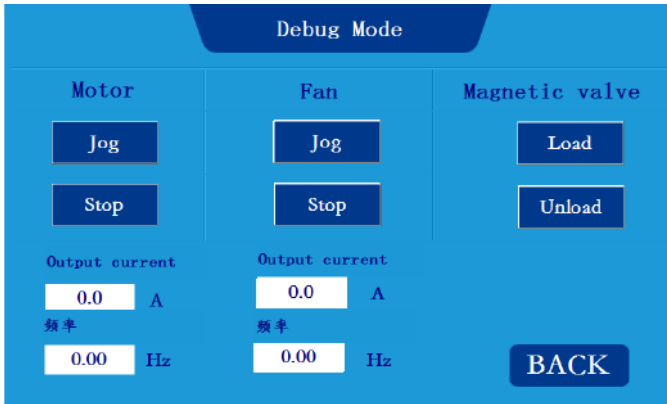 Debug Mode
Motor Fan Magnetic valve
Jog Jog Load
Stop Stop Unload
Output current Output current
0.0 A 0.0 A
频率 频率
0.00 Hz 0.00 Hz
BACK